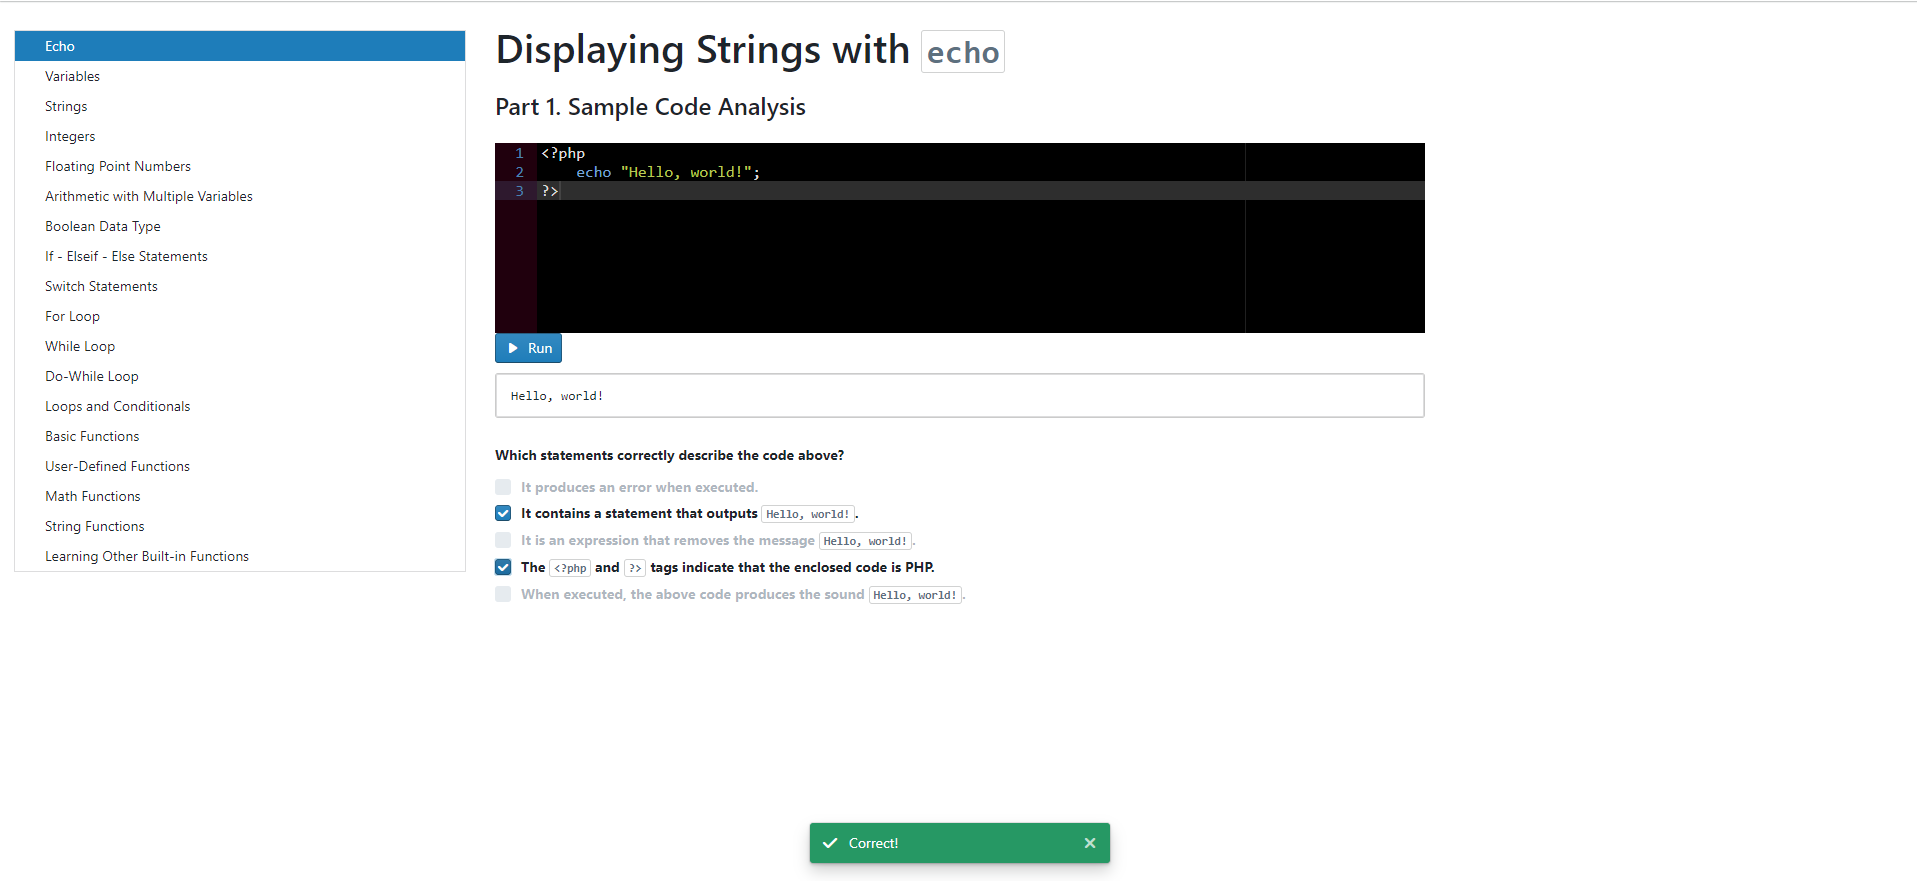 Echo
Variables
Strings
Integers
Floating Point Numbers
Arithmetic with Multiple Variables
Boolean Data Type
If - Elseif - Else Statements
Switch Statements
For Loop
While Loop
Do-While Loop
Loops and Conditionals
Basic Functions
User-Defined Functions
Math Functions
String Functions
Learning Other Built-in Functions
Displaying Strings with echo
Part 1. Sample Code Analysis
1 <?php
2     echo "Hello, world!";
3 ?>
Run
Hello, world!
Which statements correctly describe the code above?
It produces an error when executed.
It contains a statement that outputs Hello, world!.
It is an expression that removes the message Hello, world!.
The <?php and ?> tags indicate that the enclosed code is PHP.
When executed, the above code produces the sound Hello, world!.
Correct!